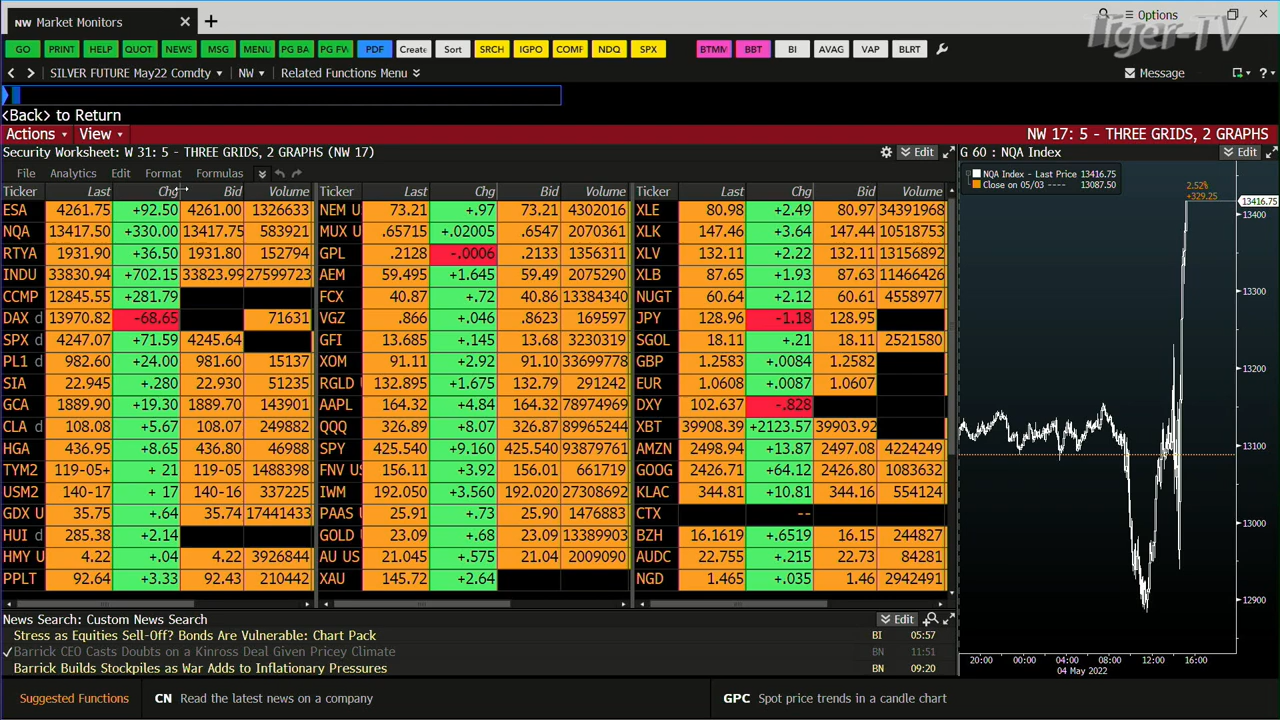 NW Market Monitors
Options
Tiger-TV
GO PRINT HELP QUOT NEWS MSG MENU PG BA PG FW PDF Create Sort SRCH IGPO COMF NDQ SPX BTMM BBT BI AVAG VAP BLRT
SILVER FUTURE May22 Comdty NW Related Functions Menu Message
<Back> to Return
Actions View NW 17: 5 - THREE GRIDS, 2 GRAPHS
Security Worksheet: W 31: 5 - THREE GRIDS, 2 GRAPHS (NW 17) Edit G 60 : NQA Index Edit
File Analytics Edit Format Formulas
Ticker Last Chg Bid Volume Ticker Last Chg Bid Volume Ticker Last Chg Bid Volume
ESA 4261.75 +92.50 4261.00 1326633 NEM U 73.21 +.97 73.21 4302016 XLE 80.98 +2.49 80.97 34391968
NQA 13417.50 +330.00 13417.75 583921 MUX U .65715 +.02005 .6547 2070361 XLK 147.46 +3.64 147.44 10518753
RTYA 1931.90 +36.50 1931.80 152794 GPL .2128 -.0006 .2133 1356311 XLV 132.11 +2.22 132.11 13156892
INDU 33830.94 +702.15 33823.99 27599723 AEM 59.495 +1.645 59.49 2075290 XLB 87.65 +1.93 87.63 11466426
CCMP 12845.55 +281.79 FCX 40.87 +.72 40.86 13384340 NUGT 60.64 +2.12 60.61 4558977
DAX d 13970.82 -68.65 71631 VGZ .866 +.046 .8623 169597 JPY 128.96 -1.18 128.95
SPX d 4247.07 +71.59 4245.64 GFI 13.685 +.145 13.68 3230319 SGOL 18.11 +.21 18.11 2521580
PL1 d 982.60 +24.00 981.60 15137 XOM 91.11 +2.92 91.10 33699778 GBP 1.2583 +.0084 1.2582
SIA 22.945 +.280 22.930 51235 RGLD U 132.895 +1.675 132.79 291242 EUR 1.0608 +.0087 1.0607
GCA 1889.90 +19.30 1889.70 143901 AAPL 164.32 +4.84 164.32 78974969 DXY 102.637 -.828
CLA d 108.08 +5.67 108.07 249882 QQQ 326.89 +8.07 326.87 89965244 XBT 39908.39 +2123.57 39903.92
HGA 436.95 +8.65 436.80 46988 SPY 425.540 +9.160 425.540 93879761 AMZN 2498.94 +13.87 2497.08 4224249
TYM2 119-05+ + 21 119-05 1488398 FNV U 156.11 +3.92 156.01 661719 GOOG 2426.71 +64.12 2426.80 1083632
USM2 140-17 + 17 140-16 337225 IWM 192.050 +3.560 192.020 27308692 KLAC 344.81 +10.81 344.16 554124
GDX U 35.75 +.64 35.74 17441433 PAAS U 25.91 +.73 25.90 1476883 CTX --
HUI d 285.38 +2.14 GOLD U 23.09 +.68 23.09 13389903 BZH 16.1619 +.6519 16.15 244827
HMY U 4.22 +.04 4.22 3926844 AU US 21.045 +.575 21.04 2009090 AUDC 22.755 +.215 22.73 84281
PPLT 92.64 +3.33 92.43 210442 XAU 145.72 +2.64 NGD 1.465 +.035 1.46 2942491
NQA Index - Last Price 13416.75
Close on 05/03 ---- 13087.50
2.52%
+329.25
13416.75
13400
13300
13200
13100
13000
12900
20:00 00:00 04:00 08:00 12:00 16:00
04 May 2022
News Search: Custom News Search Edit
Stress as Equities Sell-Off? Bonds Are Vulnerable: Chart Pack BI 05:57
Barrick CEO Casts Doubts on a Kinross Deal Given Pricey Climate BN 11:51
Barrick Builds Stockpiles as War Adds to Inflationary Pressures BN 09:20
Suggested Functions CN Read the latest news on a company GPC Spot price trends in a candle chart